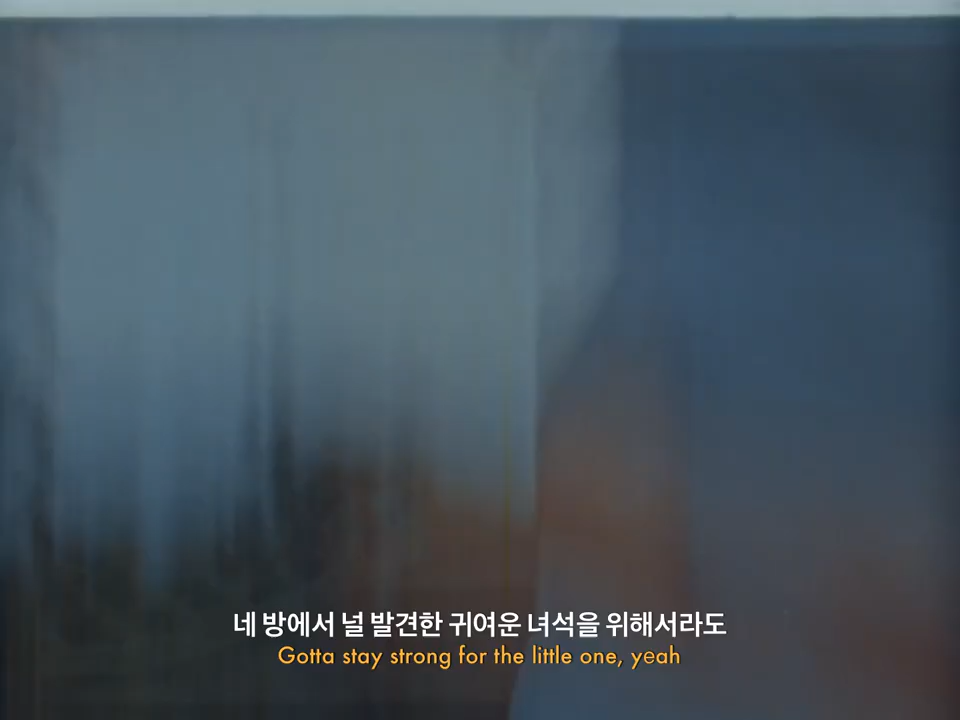 네 방에서 널 발견한 귀여운 녀석을 위해서라도
Gotta stay strong for the little one, yeah